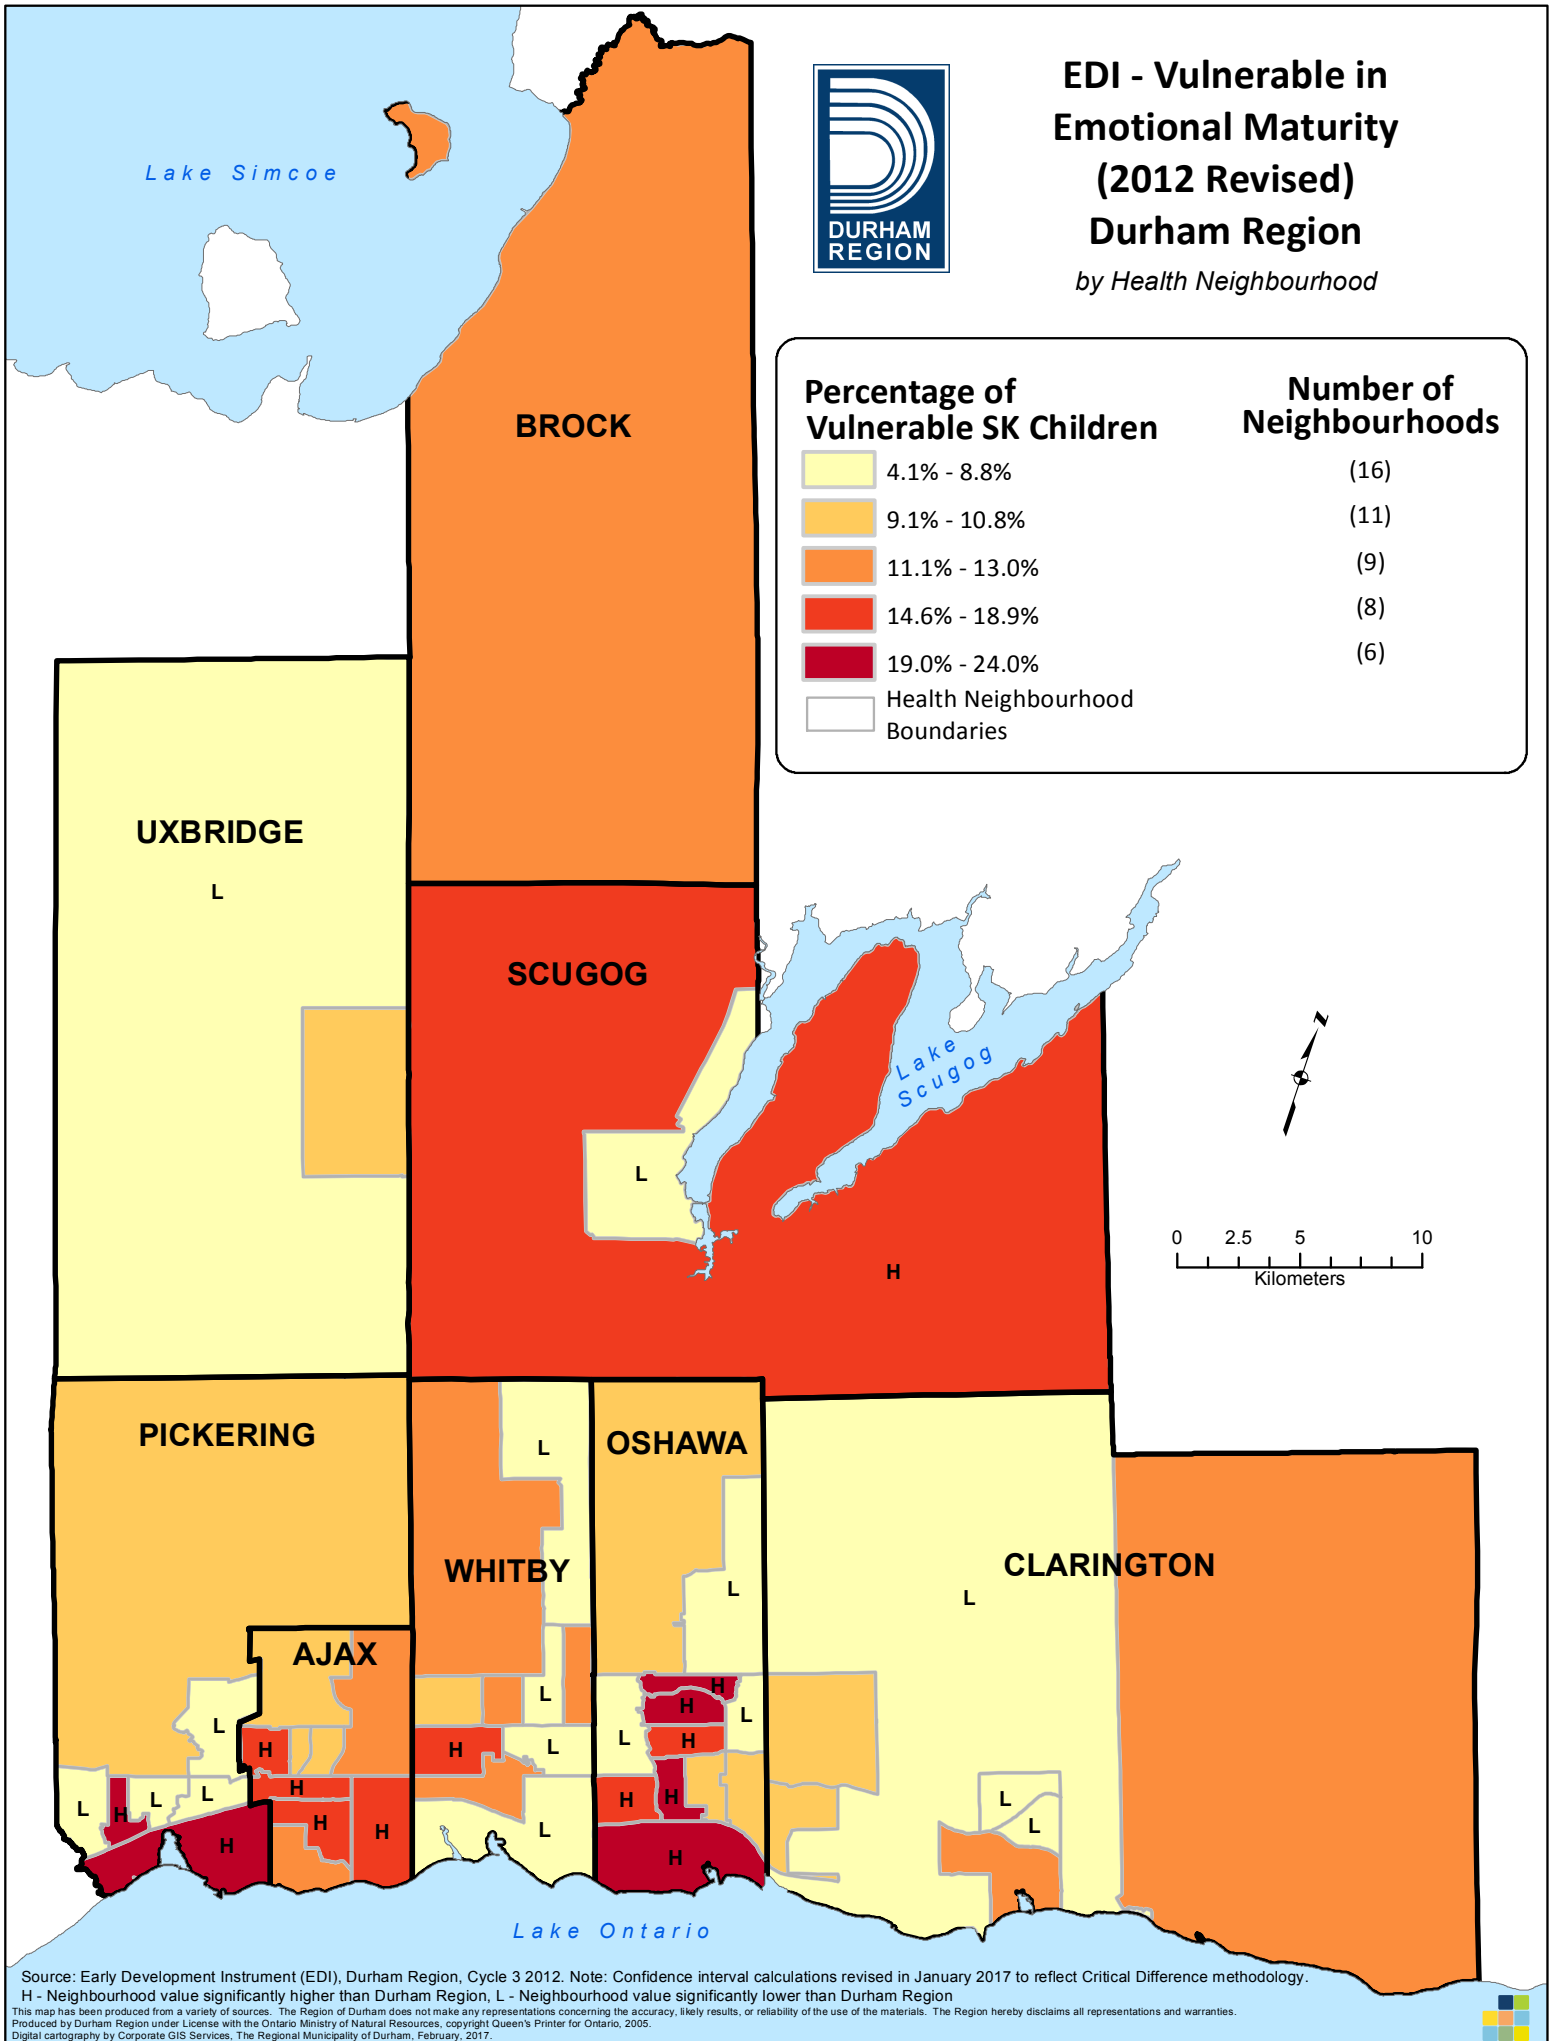 EDI - Vulnerable in
Emotional Maturity
(2012 Revised)
Durham Region
by Health Neighbourhood
DURHAM
REGION
Lake Simcoe
Percentage of
Vulnerable SK Children
Number of
Neighbourhoods
4.1% - 8.8% (16)
9.1% - 10.8% (11)
11.1% - 13.0% (9)
14.6% - 18.9% (8)
19.0% - 24.0% (6)
Health Neighbourhood
Boundaries
BROCK
UXBRIDGE
L
SCUGOG
Lake
Scugog
L
H
N
0 2.5 5 10
Kilometers
PICKERING
L
OSHAWA
WHITBY
CLARINGTON
L
L
AJAX
H
L
H
L
L
L
H
L
H
H
L
L
H
L
L
H
L
H
H
L
L
H
H
H
L
L
H
H
Lake Ontario
Source: Early Development Instrument (EDI), Durham Region, Cycle 3 2012. Note: Confidence interval calculations revised in January 2017 to reflect Critical Difference methodology.
H - Neighbourhood value significantly higher than Durham Region, L - Neighbourhood value significantly lower than Durham Region
This map has been produced from a variety of sources. The Region of Durham does not make any representations concerning the accuracy, likely results, or reliability of the use of the materials. The Region hereby disclaims all representations and warranties.
Produced by Durham Region under License with the Ontario Ministry of Natural Resources, copyright Queen's Printer for Ontario, 2005.
Digital cartography by Corporate GIS Services, The Regional Municipality of Durham, February, 2017.